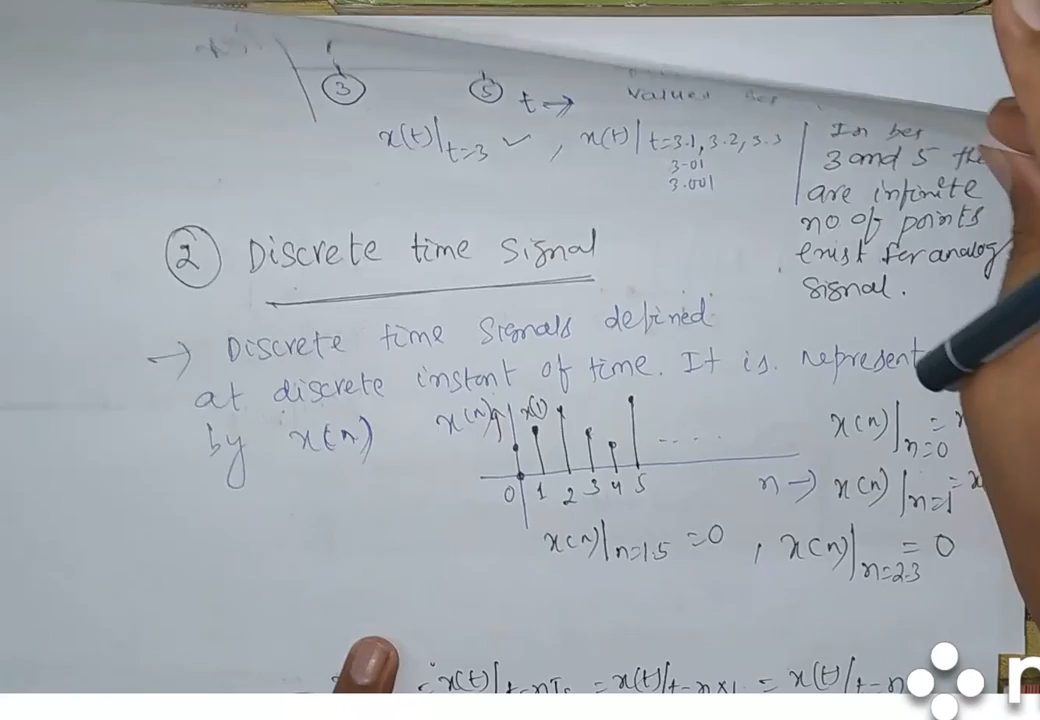 3 5 t→
values
x(t)|t=3 ✓ , x(t)|t=3.1, 3.2, 3.3
3.01
3.001
In bet
3 and 5 the
are infinite
no of points
exist for analog
signal.
② Discrete time signal
→ Discrete time signals defined
at discrete instant of time. It is represent
by x(n)
x(n)↑ x(1)
0 1 2 3 4 5 ....
n→
x(n)|n=0 =
x(n)|n=1 =
x(n)|n=1.5 =0 , x(n)|n=2.3 = 0
x(t)|t=nTs = x(t)|t=n×1 = x(t)|t=n